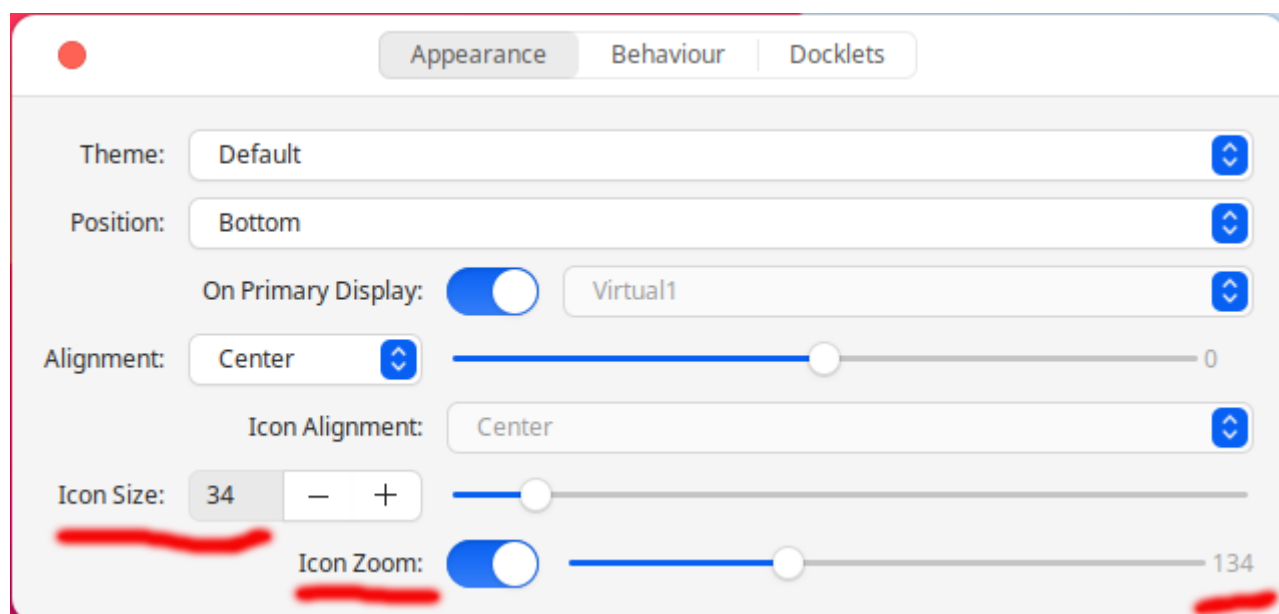 Appearance Behaviour Docklets
Theme: Default
Position: Bottom
On Primary Display: Virtual1
Alignment: Center 0
Icon Alignment: Center
Icon Size: 34 − +
Icon Zoom: 134